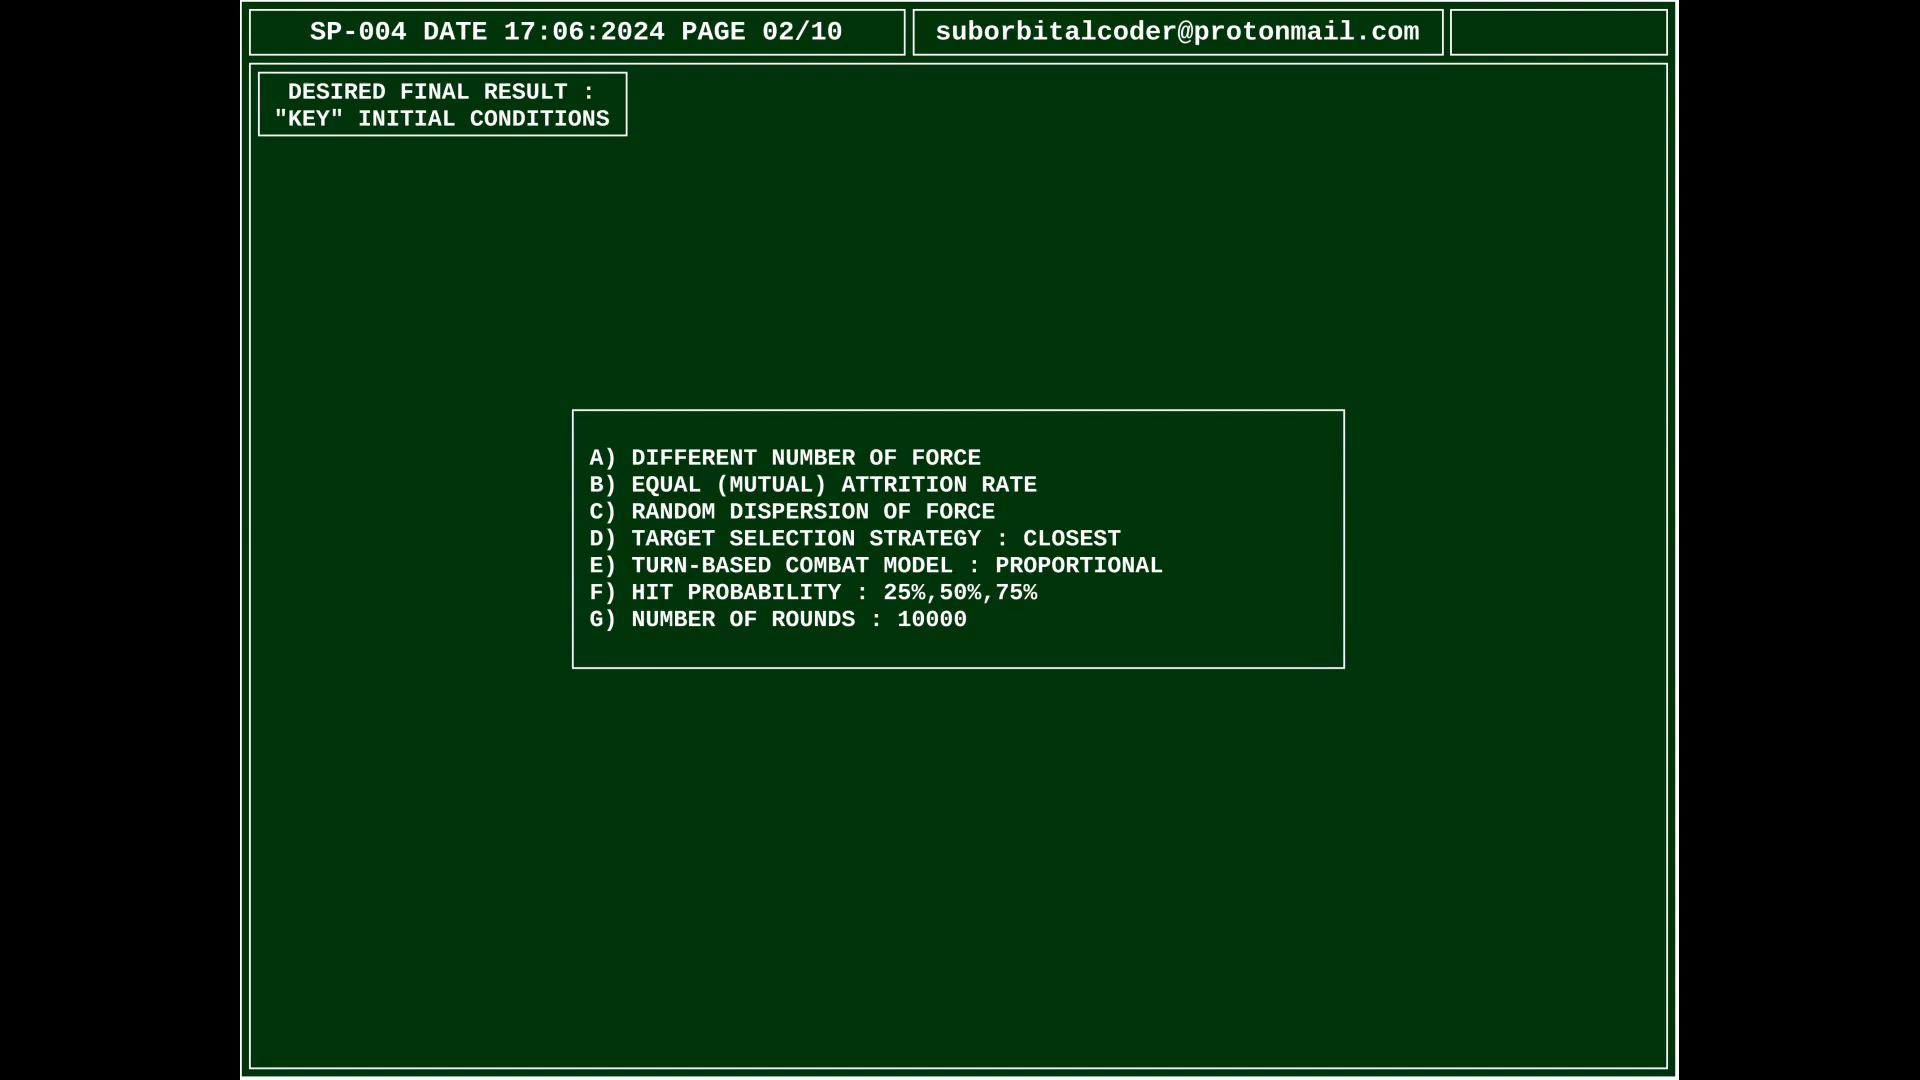 SP-004 DATE 17:06:2024 PAGE 02/10
suborbitalcoder@protonmail.com
DESIRED FINAL RESULT :
"KEY" INITIAL CONDITIONS
A) DIFFERENT NUMBER OF FORCE
B) EQUAL (MUTUAL) ATTRITION RATE
C) RANDOM DISPERSION OF FORCE
D) TARGET SELECTION STRATEGY : CLOSEST
E) TURN-BASED COMBAT MODEL : PROPORTIONAL
F) HIT PROBABILITY : 25%,50%,75%
G) NUMBER OF ROUNDS : 10000